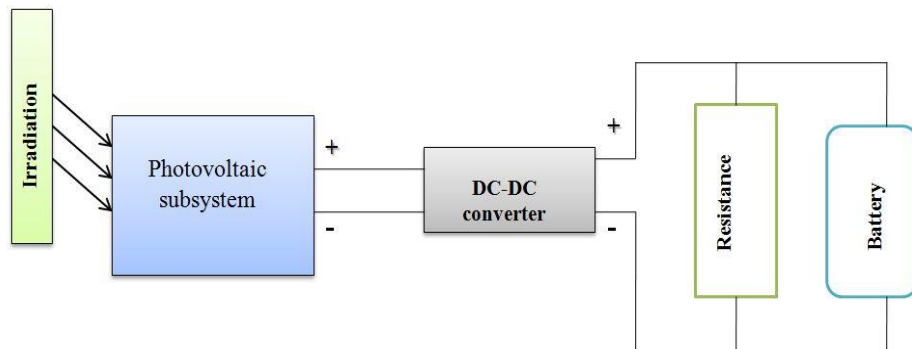 Irradiation
Photovoltaic
subsystem
+
-
DC-DC
converter
+
-
Resistance
Battery